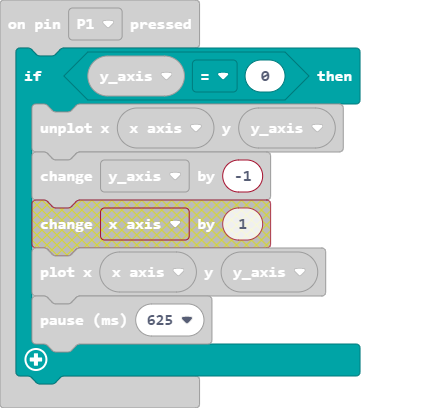 on pin P1 pressed
if y_axis = 0 then
unplot x x axis y y_axis
change y_axis by -1
change x axis by 1
plot x x axis y y_axis
pause (ms) 625